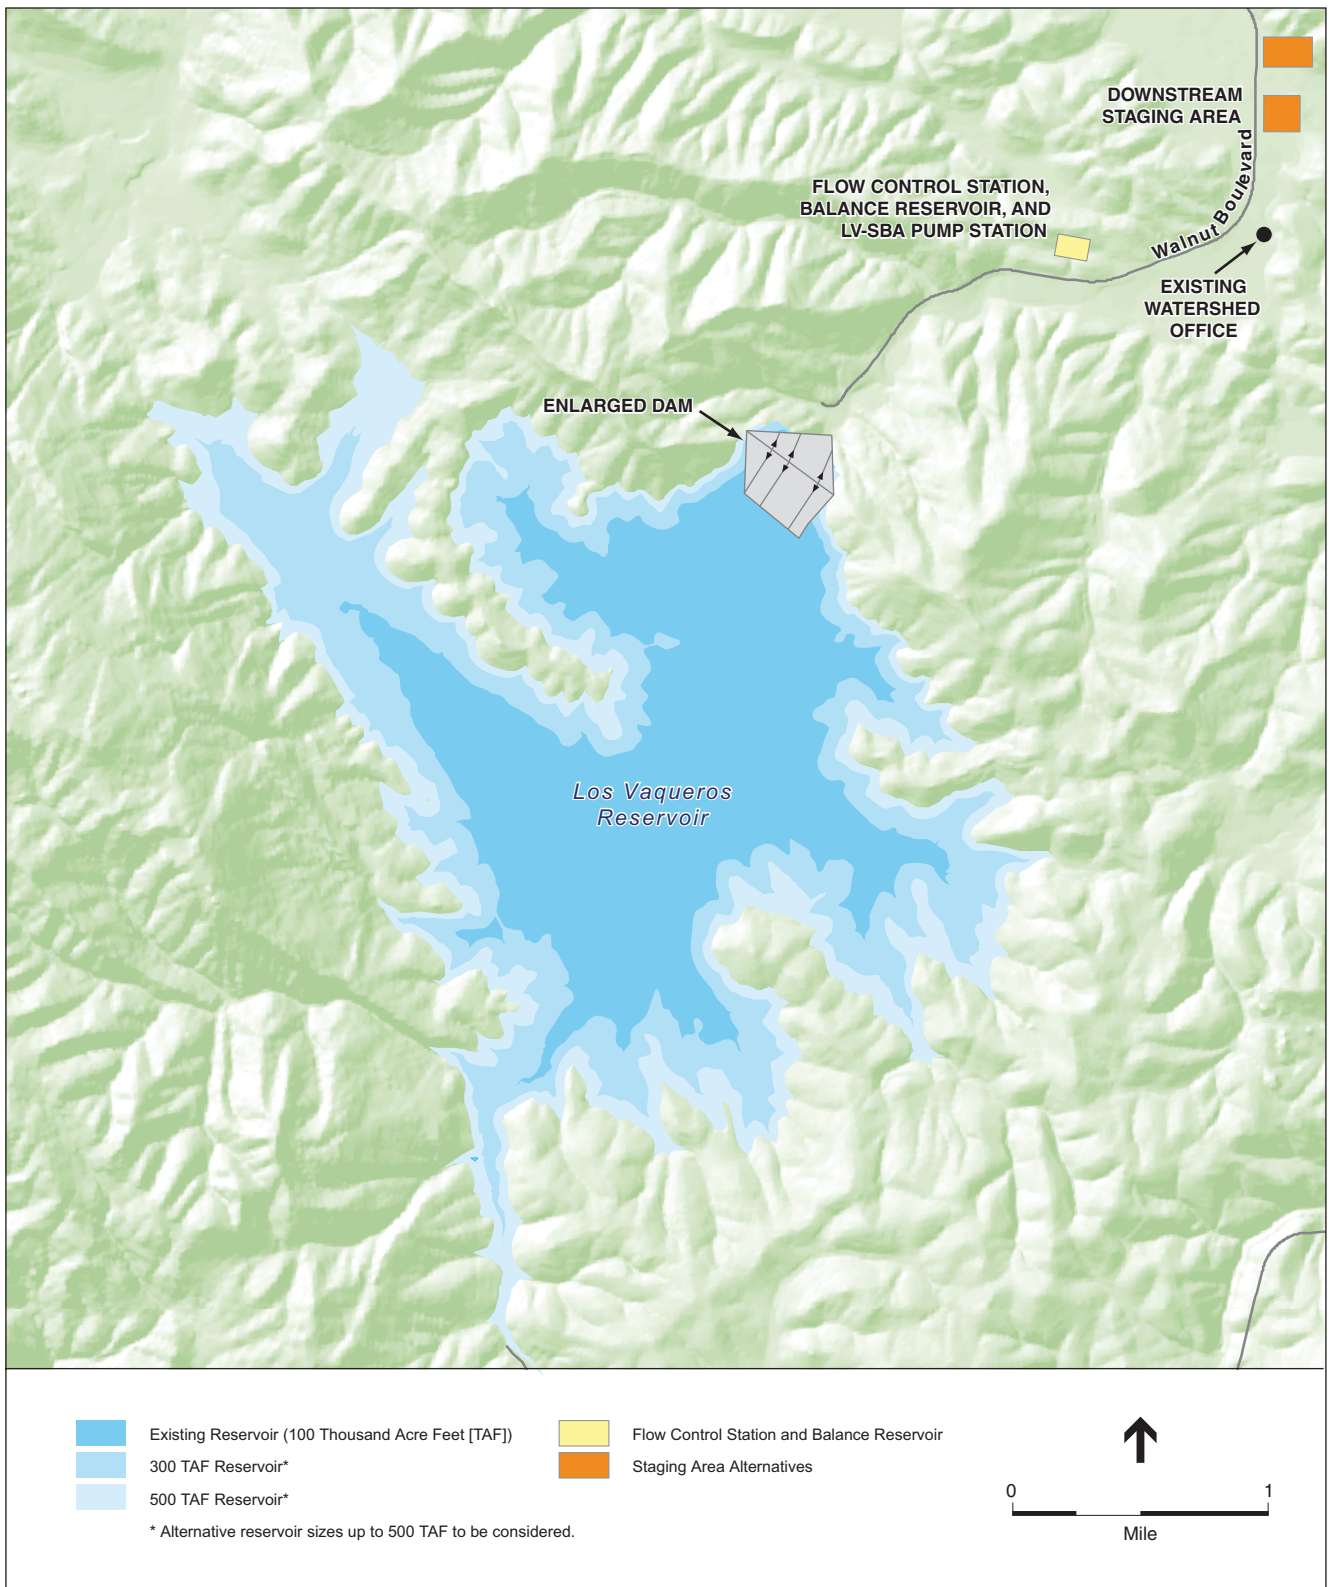 DOWNSTREAM
STAGING AREA
Walnut Boulevard
FLOW CONTROL STATION,
BALANCE RESERVOIR, AND
LV-SBA PUMP STATION
EXISTING
WATERSHED
OFFICE
ENLARGED DAM
Los Vaqueros
Reservoir
Existing Reservoir (100 Thousand Acre Feet [TAF])
300 TAF Reservoir*
500 TAF Reservoir*
* Alternative reservoir sizes up to 500 TAF to be considered.
Flow Control Station and Balance Reservoir
Staging Area Alternatives
0 1
Mile